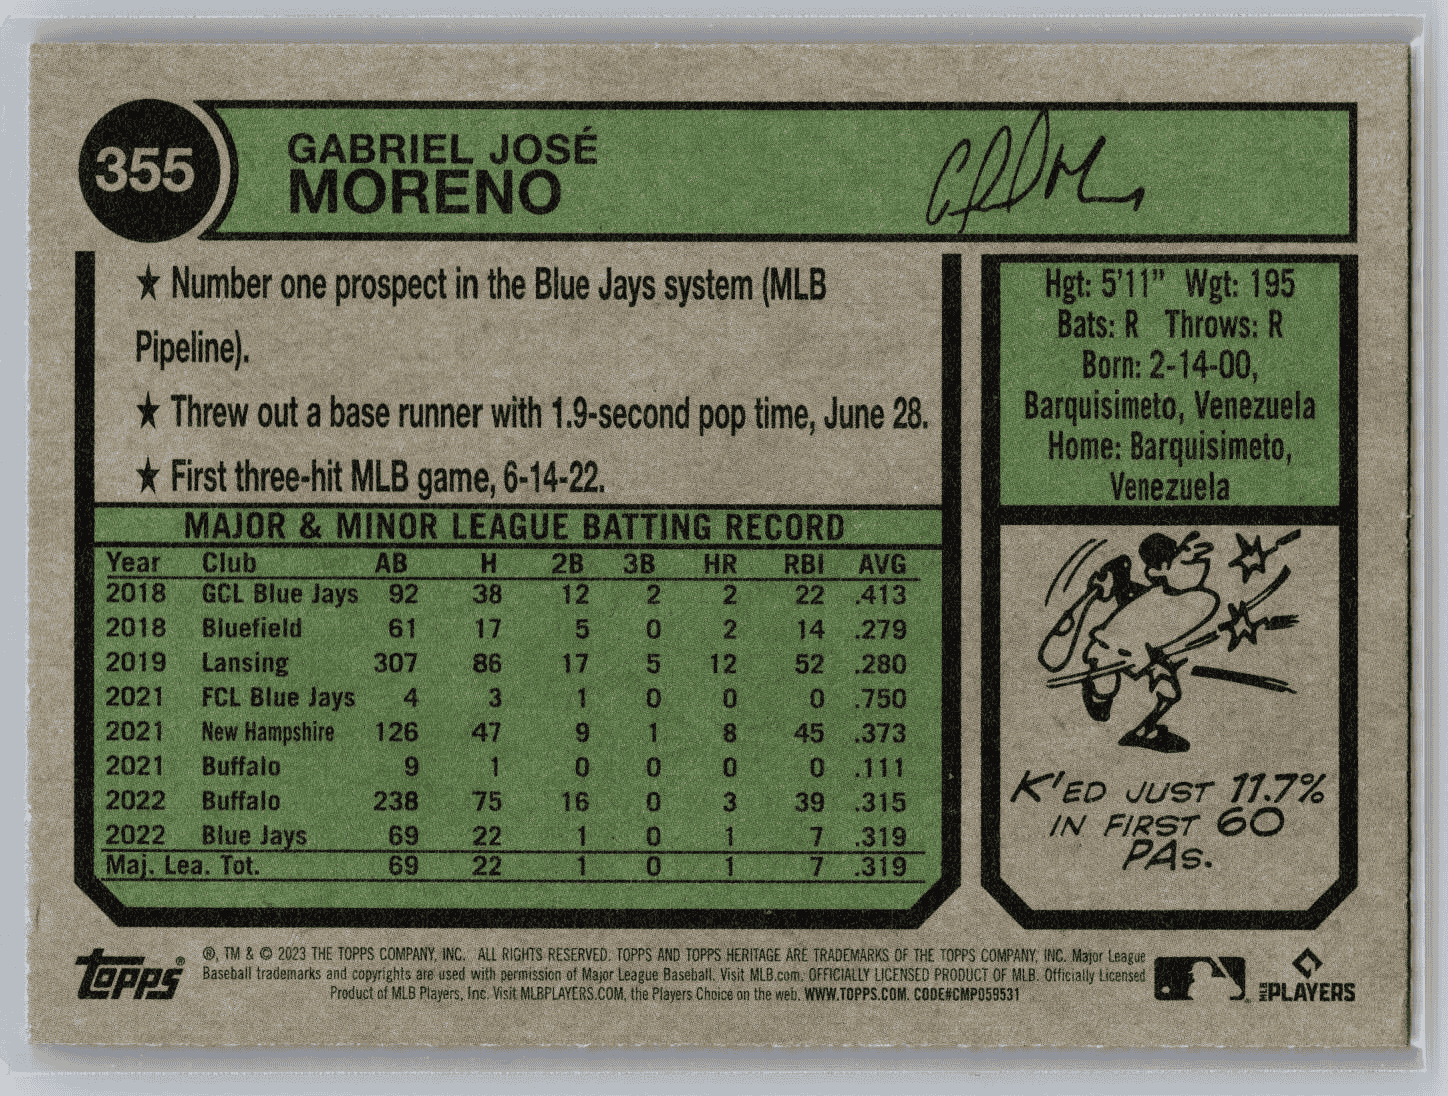 355
GABRIEL JOSÉ
MORENO
★ Number one prospect in the Blue Jays system (MLB
Pipeline).
★ Threw out a base runner with 1.9-second pop time, June 28.
★ First three-hit MLB game, 6-14-22.
MAJOR & MINOR LEAGUE BATTING RECORD
Year Club AB H 2B 3B HR RBI AVG
2018 GCL Blue Jays 92 38 12 2 2 22 .413
2018 Bluefield 61 17 5 0 2 14 .279
2019 Lansing 307 86 17 5 12 52 .280
2021 FCL Blue Jays 4 3 1 0 0 0 .750
2021 New Hampshire 126 47 9 1 8 45 .373
2021 Buffalo 9 1 0 0 0 0 .111
2022 Buffalo 238 75 16 0 3 39 .315
2022 Blue Jays 69 22 1 0 1 7 .319
Maj. Lea. Tot. 69 22 1 0 1 7 .319
Hgt: 5'11" Wgt: 195
Bats: R Throws: R
Born: 2-14-00,
Barquisimeto, Venezuela
Home: Barquisimeto,
Venezuela
K'ED JUST 11.7%
IN FIRST 60
PAS.
Topps®
®, TM & © 2023 THE TOPPS COMPANY, INC. ALL RIGHTS RESERVED. TOPPS AND TOPPS HERITAGE ARE TRADEMARKS OF THE TOPPS COMPANY, INC. Major League
Baseball trademarks and copyrights are used with permission of Major League Baseball. Visit MLB.com. OFFICIALLY LICENSED PRODUCT OF MLB. Officially Licensed
Product of MLB Players, Inc. Visit MLBPLAYERS.COM, the Players Choice on the web. WWW.TOPPS.COM. CODE#CMP059531
MLB PLAYERS